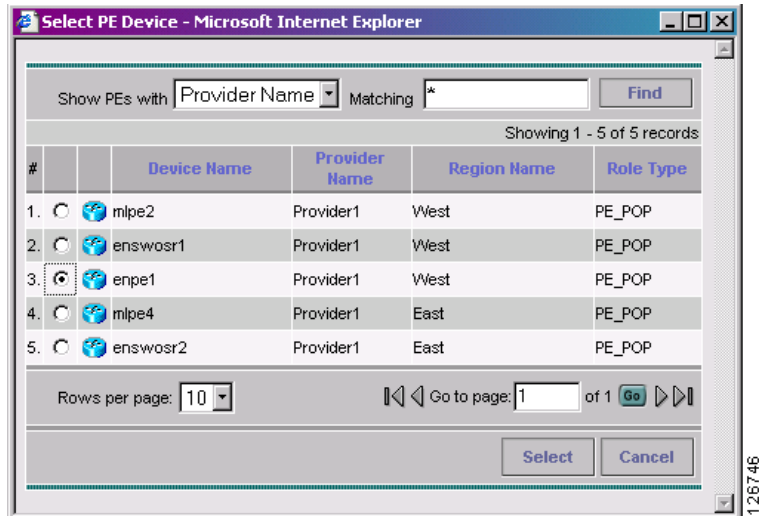 Select PE Device - Microsoft Internet Explorer
Show PEs with Provider Name Matching * Find
Showing 1 - 5 of 5 records
# Device Name Provider Name Region Name Role Type
1. mlpe2 Provider1 West PE_POP
2. enswosr1 Provider1 West PE_POP
3. enpe1 Provider1 West PE_POP
4. mlpe4 Provider1 East PE_POP
5. enswosr2 Provider1 East PE_POP
Rows per page: 10 Go to page: 1 of 1 Go
Select Cancel
126746